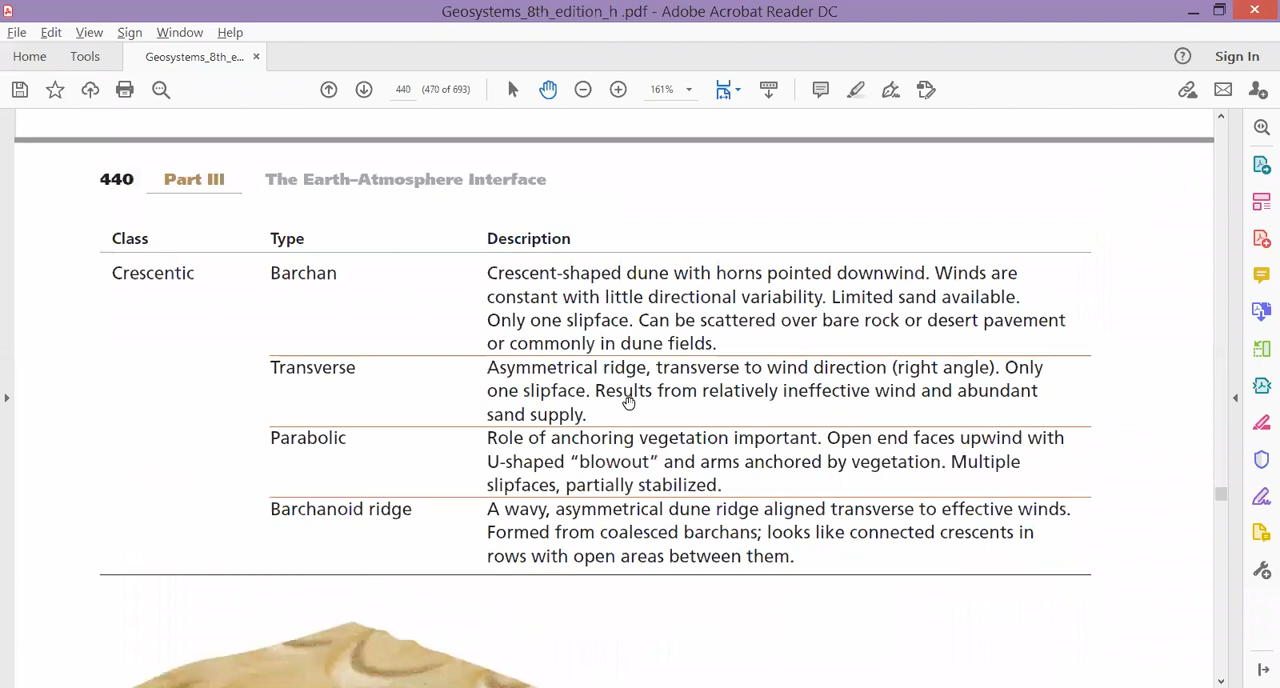 Geosystems_8th_edition_h .pdf - Adobe Acrobat Reader DC
File Edit View Sign Window Help
Home Tools Geosystems_8th_e... × Sign In
440 (470 of 693) 161%
440 Part III The Earth–Atmosphere Interface
Class Type Description
Crescentic Barchan Crescent-shaped dune with horns pointed downwind. Winds are
constant with little directional variability. Limited sand available.
Only one slipface. Can be scattered over bare rock or desert pavement
or commonly in dune fields.
Transverse Asymmetrical ridge, transverse to wind direction (right angle). Only
one slipface. Results from relatively ineffective wind and abundant
sand supply.
Parabolic Role of anchoring vegetation important. Open end faces upwind with
U-shaped “blowout” and arms anchored by vegetation. Multiple
slipfaces, partially stabilized.
Barchanoid ridge A wavy, asymmetrical dune ridge aligned transverse to effective winds.
Formed from coalesced barchans; looks like connected crescents in
rows with open areas between them.